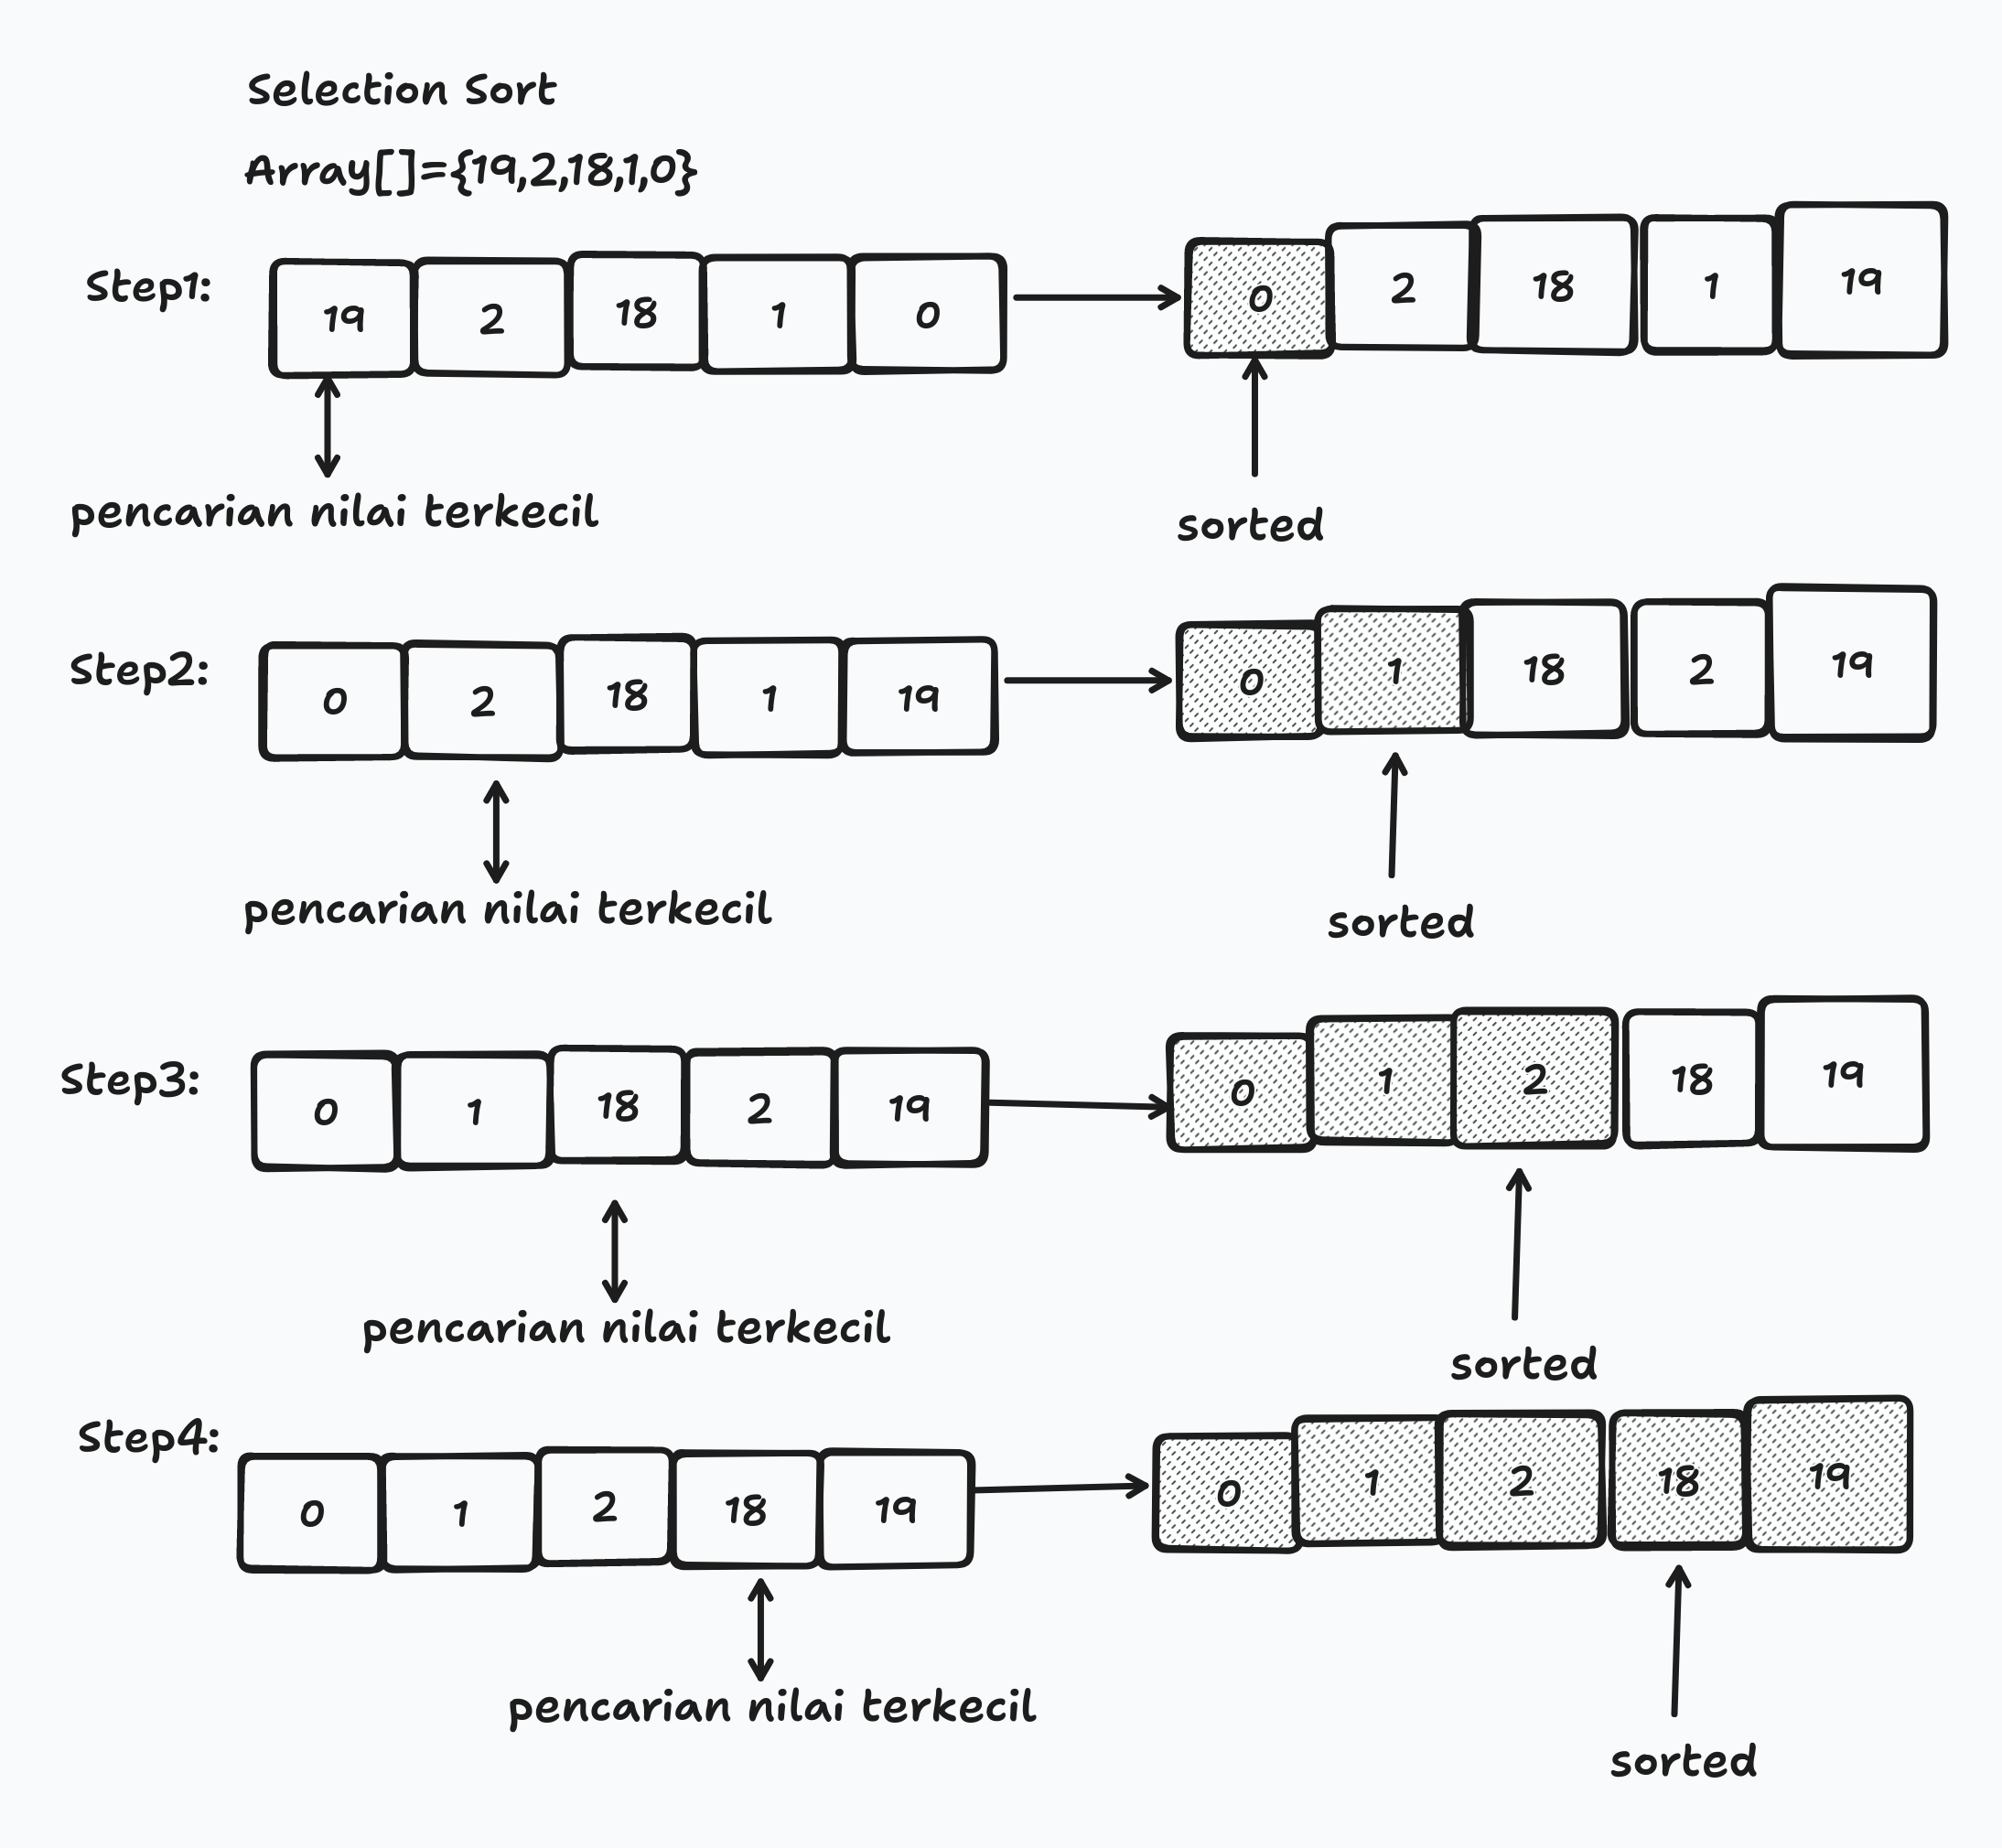 Selection Sort
Array[]={19,2,18,1,0}
Step1:
19 2 18 1 0
0 2 18 1 19
pencarian nilai terkecil
sorted
Step2:
0 2 18 1 19
0 1 18 2 19
pencarian nilai terkecil
sorted
Step3:
0 1 18 2 19
0 1 2 18 19
pencarian nilai terkecil
sorted
Step4:
0 1 2 18 19
0 1 2 18 19
pencarian nilai terkecil
sorted